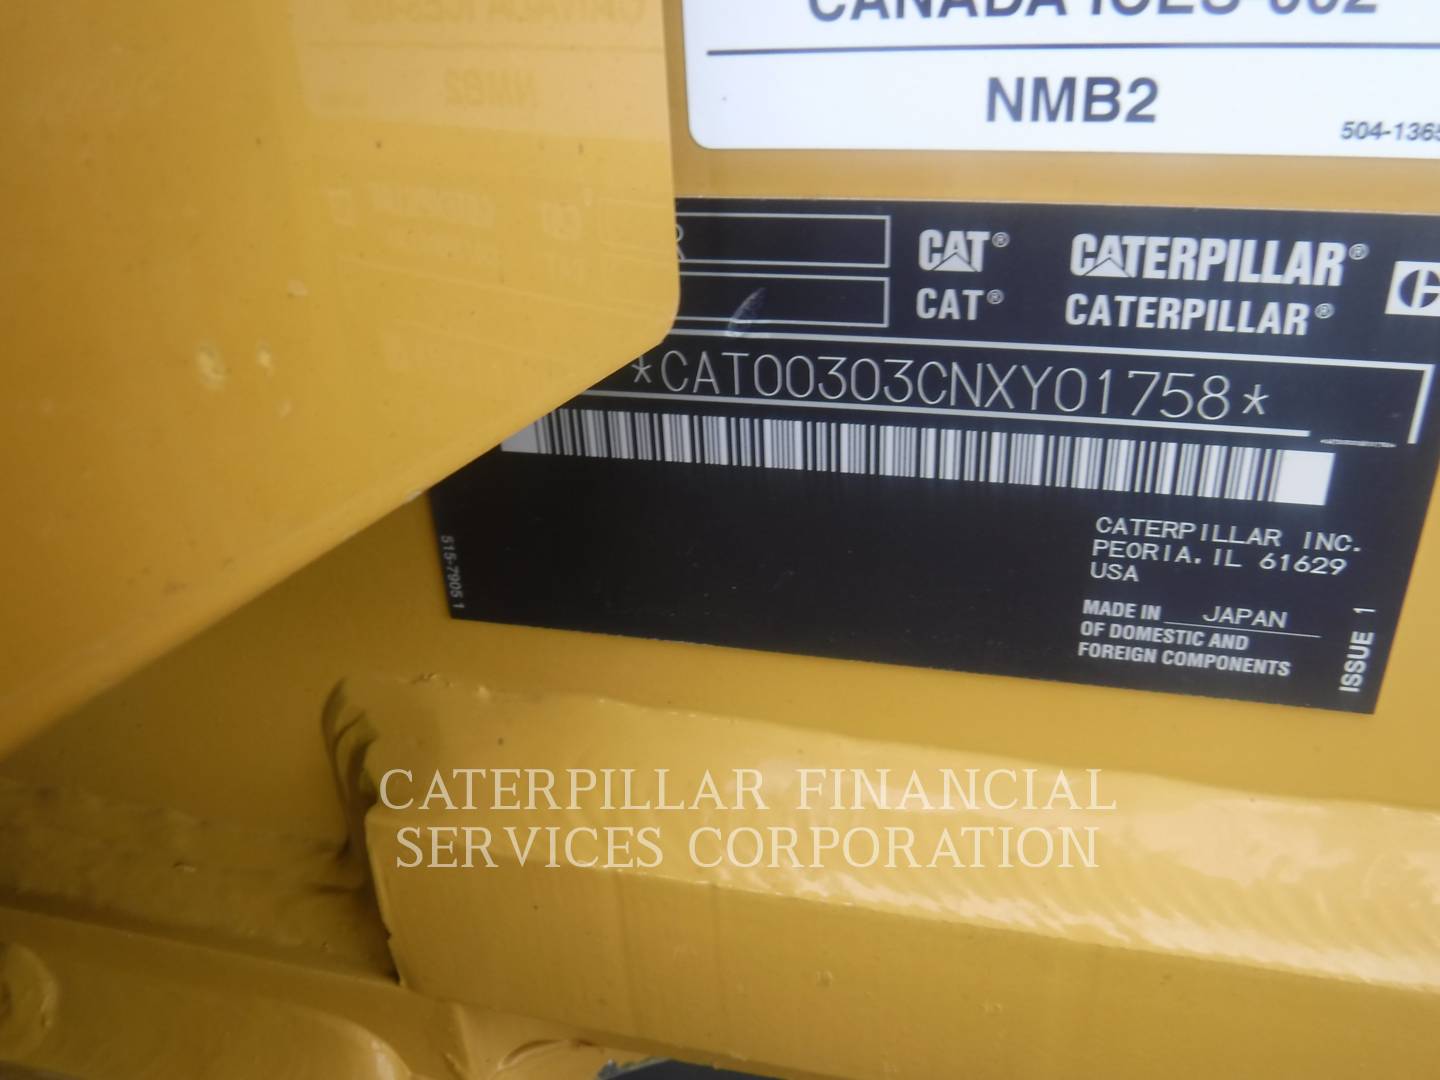 CANADA ICES-002
NMB2
504-1365
R
CAT® CATERPILLAR®
CAT® CATERPILLAR®
*CAT00303CNXY01758*
CATERPILLAR INC.
PEORIA. IL 61629
USA
MADE IN JAPAN
OF DOMESTIC AND
FOREIGN COMPONENTS
ISSUE 1
515-7905 1
CATERPILLAR FINANCIAL
SERVICES CORPORATION